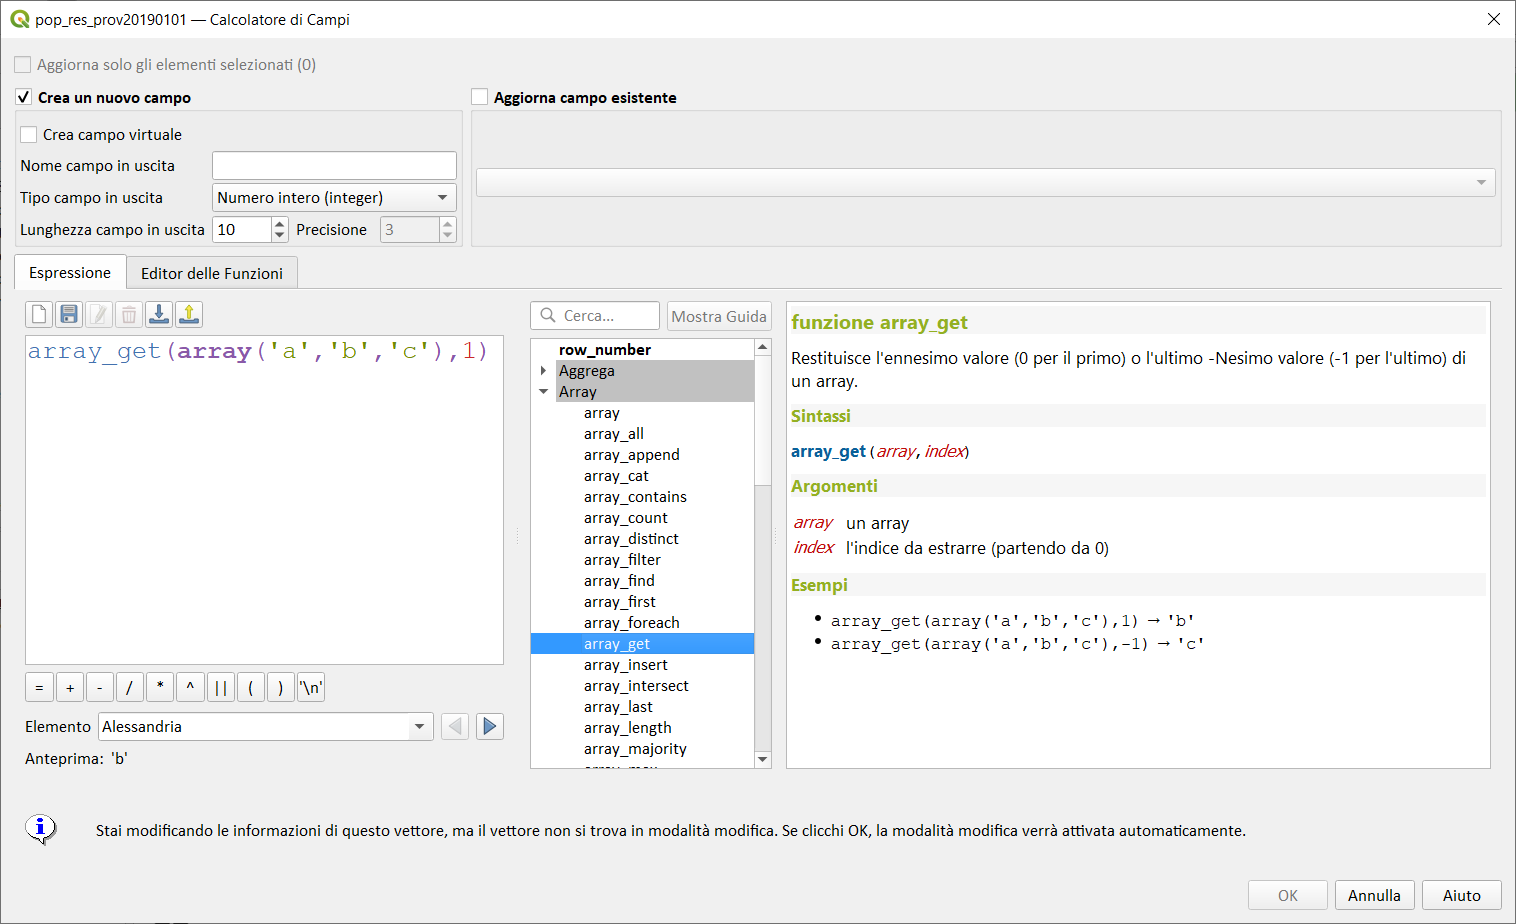 pop_res_prov20190101 — Calcolatore di Campi
Aggiorna solo gli elementi selezionati (0)
Crea un nuovo campo
Aggiorna campo esistente
Crea campo virtuale
Nome campo in uscita
Tipo campo in uscita
Numero intero (integer)
Lunghezza campo in uscita
10
Precisione
3
Espressione
Editor delle Funzioni
array_get(array('a','b','c'),1)
= + - / * ^ || ( ) '\n'
Elemento
Alessandria
Anteprima: 'b'
Cerca...
Mostra Guida
row_number
Aggrega
Array
array
array_all
array_append
array_cat
array_contains
array_count
array_distinct
array_filter
array_find
array_first
array_foreach
array_get
array_insert
array_intersect
array_last
array_length
array_majority
funzione array_get
Restituisce l'ennesimo valore (0 per il primo) o l'ultimo -Nesimo valore (-1 per l'ultimo) di
un array.
Sintassi
array_get(array, index)
Argomenti
array un array
index l'indice da estrarre (partendo da 0)
Esempi
• array_get(array('a','b','c'),1) → 'b'
• array_get(array('a','b','c'),-1) → 'c'
Stai modificando le informazioni di questo vettore, ma il vettore non si trova in modalità modifica. Se clicchi OK, la modalità modifica verrà attivata automaticamente.
OK
Annulla
Aiuto